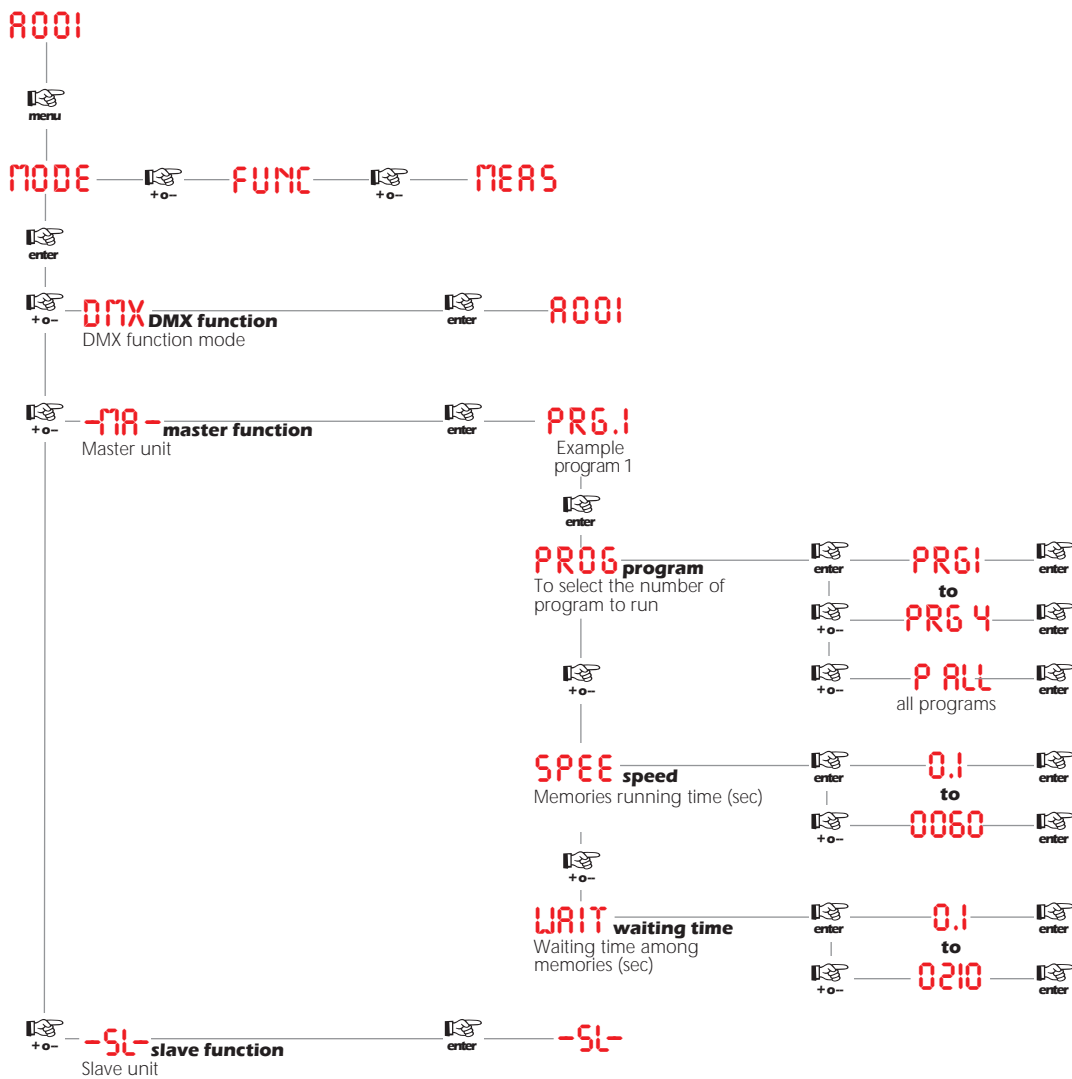 A001
menu
MODE +o- FUNC +o- MEAS
enter
+o- DMX DMX function enter A001
DMX function mode
+o- -MA- master function enter PRG.1
Master unit
Example
program 1
enter
PROG program enter PRG1 enter
To select the number of
program to run
to
+o- PRG 4 enter
+o- +o- P ALL enter
all programs
SPEE speed enter 0.1 enter
Memories running time (sec)
to
+o- 0060 enter
+o-
WAIT waiting time enter 0.1 enter
Waiting time among
memories (sec)
to
+o- 0210 enter
+o- -SL- slave function enter -SL-
Slave unit